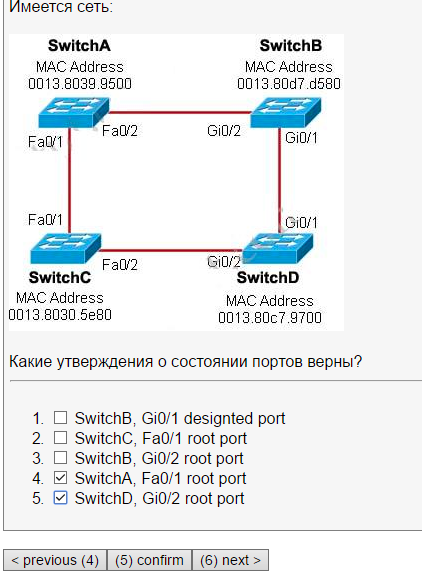 Имеется сеть:
SwitchA
SwitchB
MAC Address
0013.8039.9500
MAC Address
0013.80d7.d580
Fa0/1
Fa0/2
Gi0/2
Gi0/1
Fa0/1
Fa0/2
Gi0/2
Gi0/1
SwitchC
SwitchD
MAC Address
0013.8030.5e80
MAC Address
0013.80c7.9700
Какие утверждения о состоянии портов верны?
1. SwitchB, Gi0/1 designted port
2. SwitchC, Fa0/1 root port
3. SwitchB, Gi0/2 root port
4. SwitchA, Fa0/1 root port
5. SwitchD, Gi0/2 root port
< previous (4) (5) confirm (6) next >